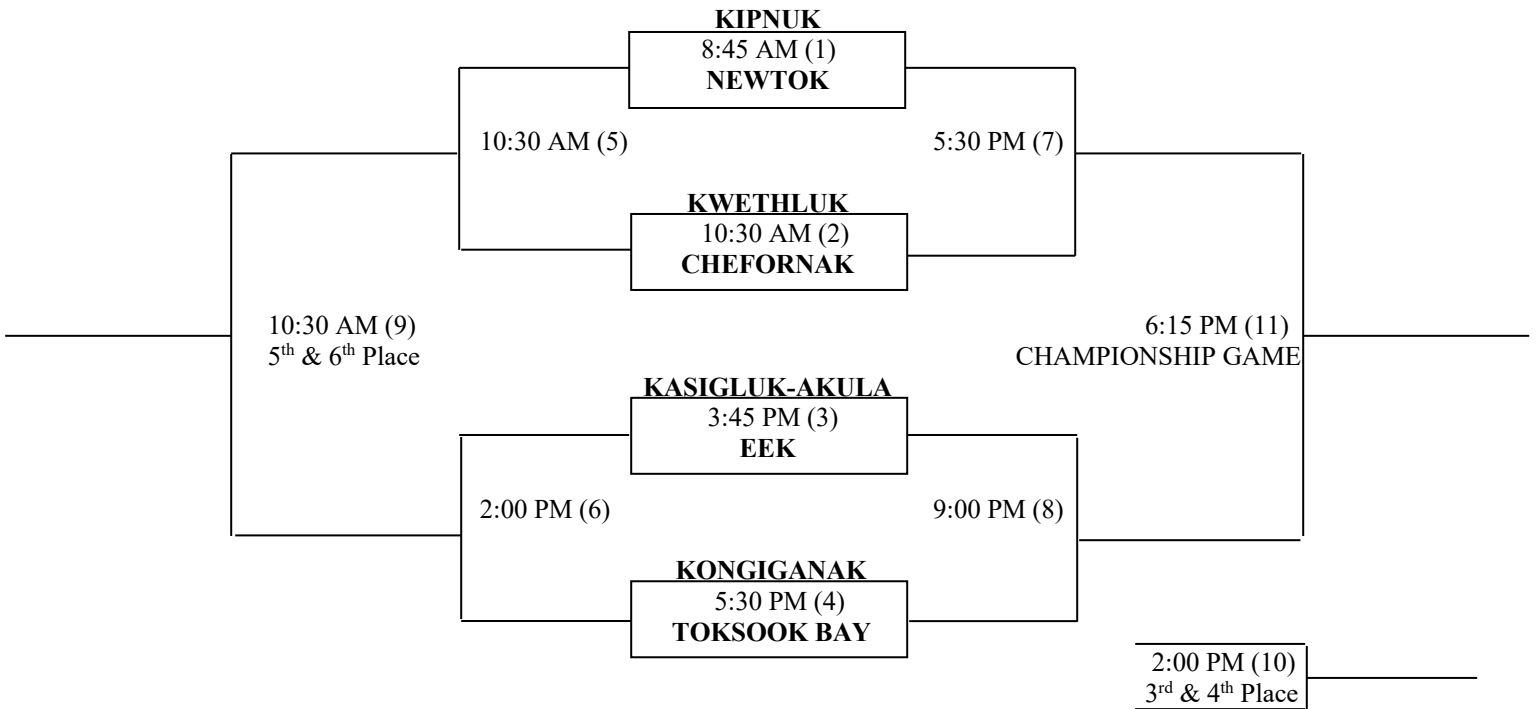 KIPNUK
8:45 AM (1)
NEWTOK
10:30 AM (5)
5:30 PM (7)
KWETHLUK
10:30 AM (2)
CHEFORNAK
10:30 AM (9)
5th & 6th Place
6:15 PM (11)
CHAMPIONSHIP GAME
KASIGLUK-AKULA
3:45 PM (3)
EEK
2:00 PM (6)
9:00 PM (8)
KONGIGANAK
5:30 PM (4)
TOKSOOK BAY
2:00 PM (10)
3rd & 4th Place